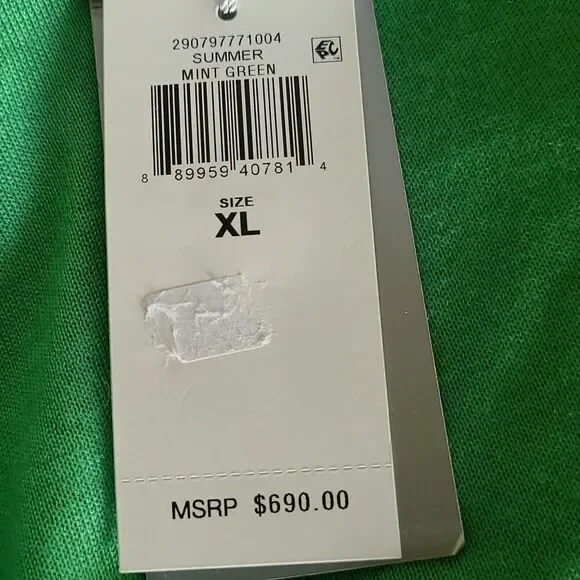 290797771004
SUMMER
MINT GREEN
8 89959 40781 4
SIZE
XL
MSRP $690.00